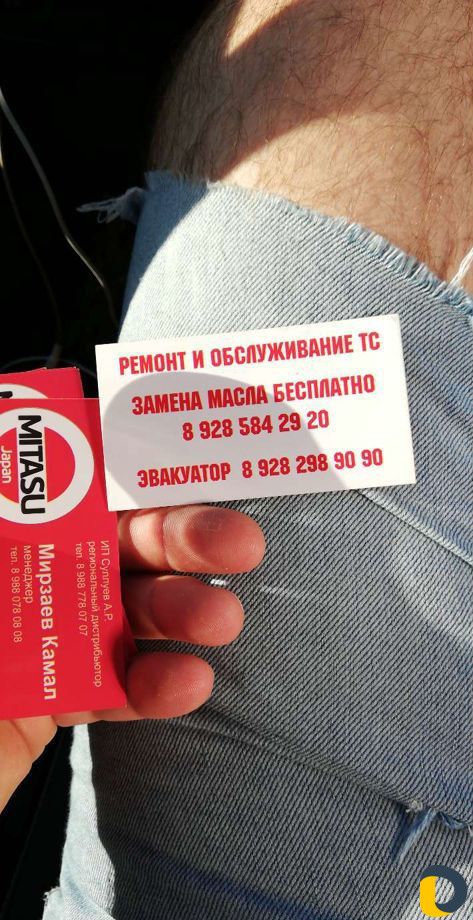 РЕМОНТ И ОБСЛУЖИВАНИЕ ТС
ЗАМЕНА МАСЛА БЕСПЛАТНО
8 928 584 29 20
ЭВАКУАТОР 8 928 298 90 90
MITASU
Japan
ИП Суплуев А.Р.
региональный дистрибьютор
тел. 8 988 778 07 07
Мирзаев Камал
менеджер
тел. 8 988 078 08 08